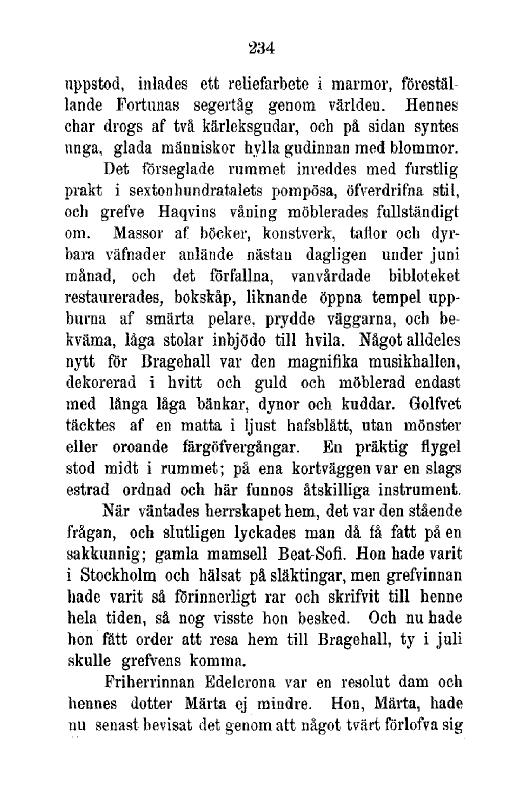 234
uppstod, inlades ett reliefarbete i marmor, förestäl-
lande Fortunas segertåg genom världen. Hennes
char drogs af två kärleksgudar, och på sidan syntes
unga, glada människor hylla gudinnan med blommor.
Det förseglade rummet inreddes med furstlig
prakt i sextonhundratalets pompösa, öfverdrifna stil,
och grefve Haqvins våning möblerades fullständigt
om. Massor af böcker, konstverk, taflor och dyr-
bara väfnader anlände nästan dagligen under juni
månad, och det förfallna, vanvårdade bibloteket
restaurerades, bokskåp, liknande öppna tempel upp-
burna af smärta pelare, prydde väggarna, och be-
kväma, låga stolar inbjödo till hvila. Något alldeles
nytt för Bragehall var den magnifika musikhallen,
dekorerad i hvitt och guld och möblerad endast
med långa låga bänkar, dynor och kuddar. Golfvet
täcktes af en matta i ljust hafsblått, utan mönster
eller oroande färgöfvergångar. En präktig flygel
stod midt i rummet; på ena kortväggen var en slags
estrad ordnad och här funnos åtskilliga instrument.
När väntades herrskapet hem, det var den stående
frågan, och slutligen lyckades man då få fatt på en
sakkunnig; gamla mamsell Beat-Sofi. Hon hade varit
i Stockholm och hälsat på släktingar, men grefvinnan
hade varit så förinnerligt rar och skrifvit till henne
hela tiden, så nog visste hon besked. Och nu hade
hon fått order att resa hem till Bragehall, ty i juli
skulle grefvens komma.
Friherrinnan Edelcrona var en resolut dam och
hennes dotter Märta ej mindre. Hon, Märta, hade
nu senast bevisat det genom att något tvärt förlofva sig